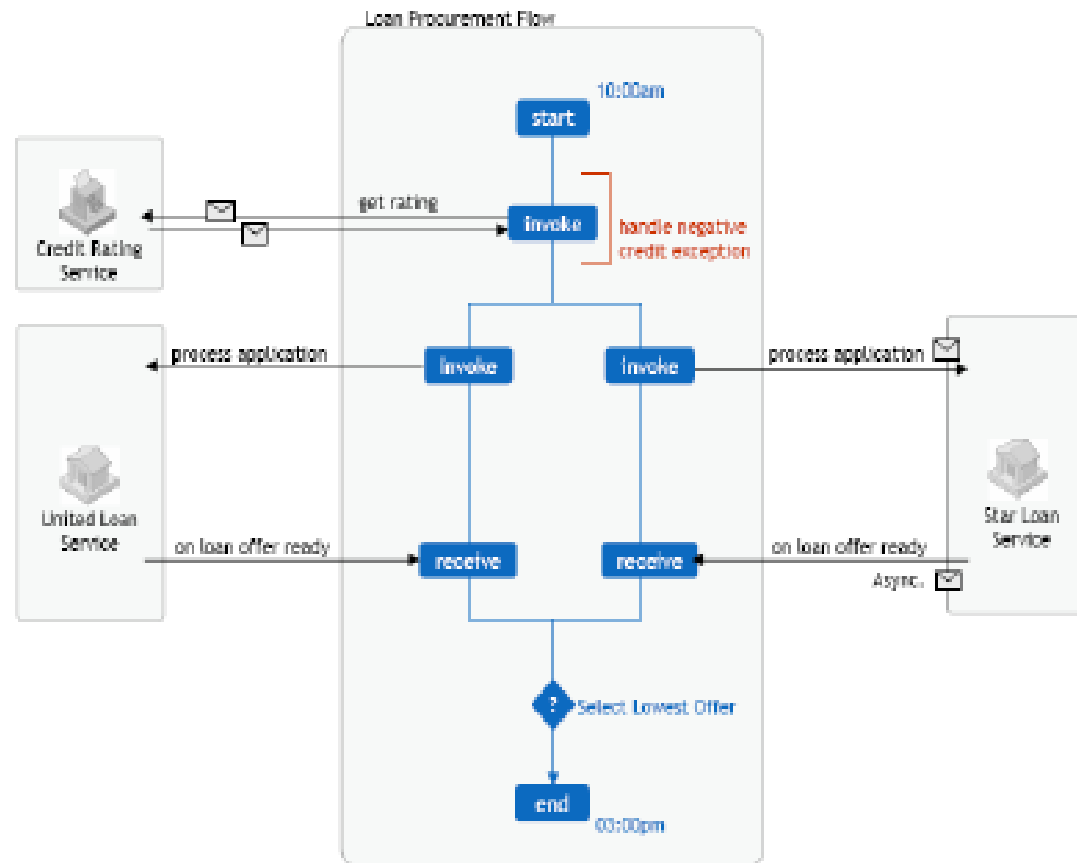 Loan Procurement Flow
10:00am
start
get rating
invoke
handle negative
credit exception
Credit Rating
Service
process application
invoke
invoke
process application
United Loan
Service
Star Loan
Service
on loan offer ready
receive
receive
on loan offer ready
Async.
?
Select Lowest Offer
end
03:00pm